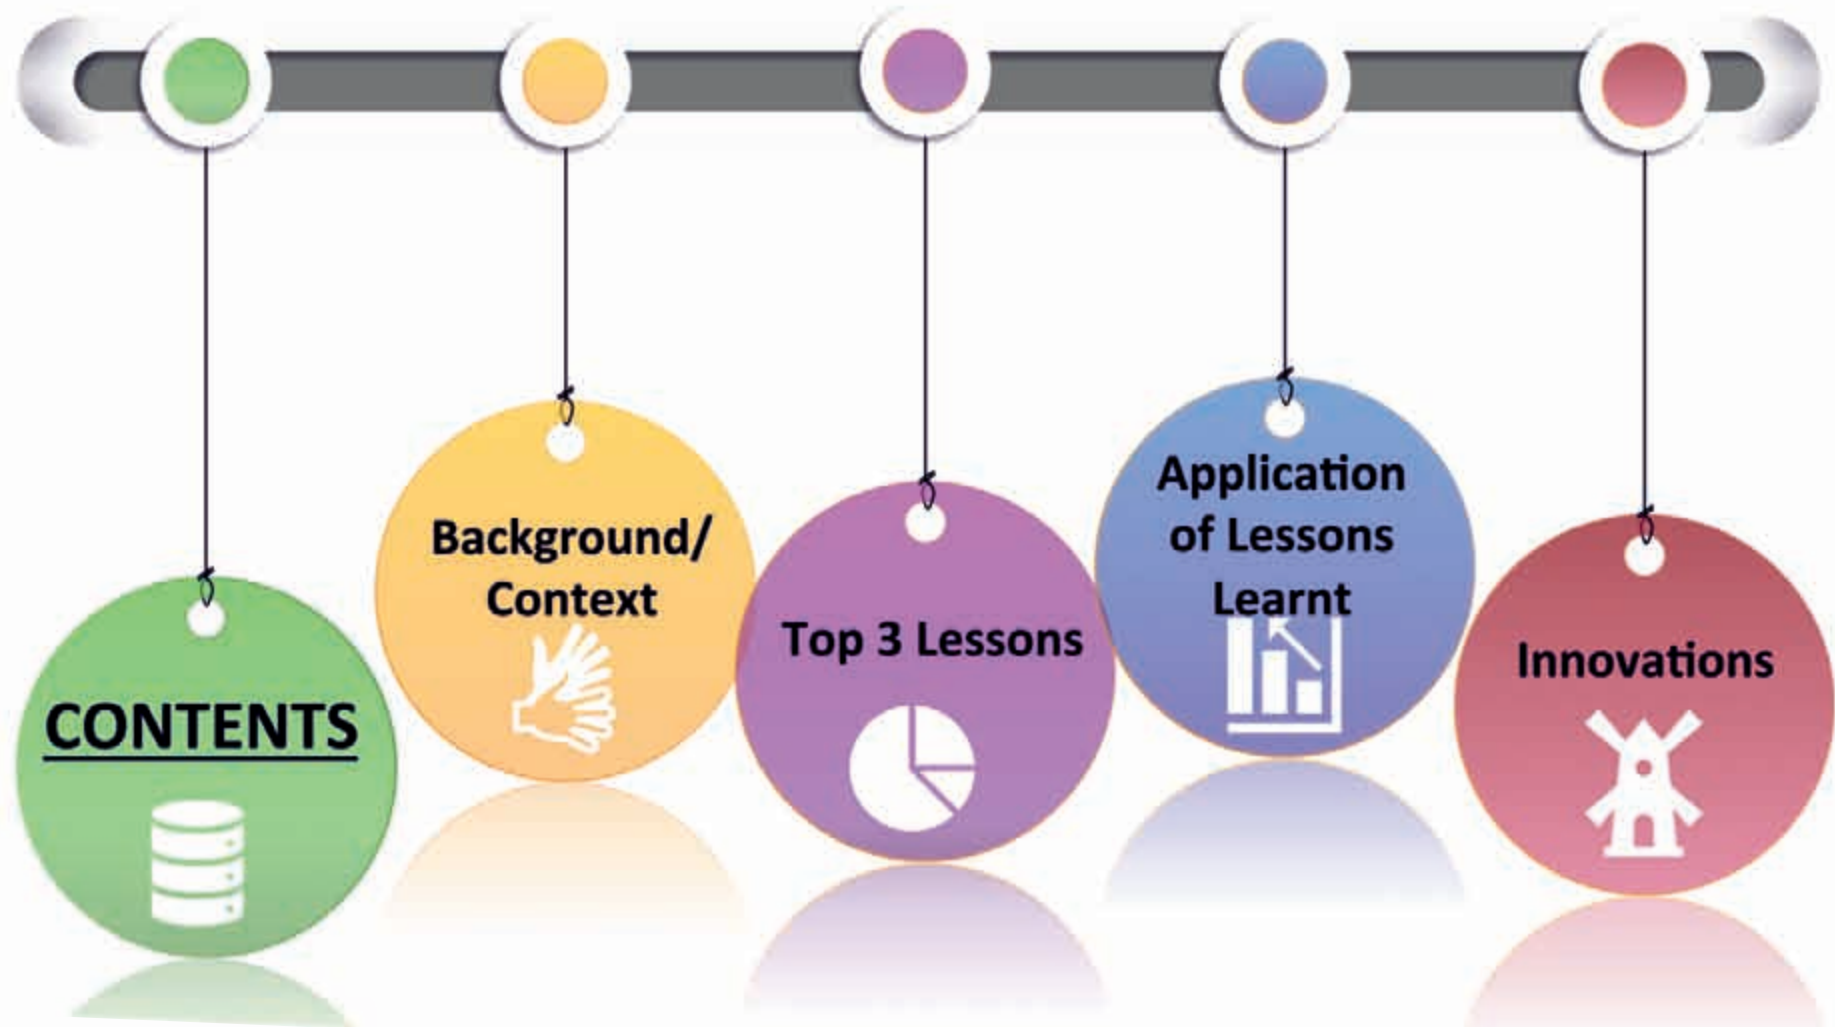 CONTENTS
Background/
Context
Top 3 Lessons
Application
of Lessons
Learnt
Innovations